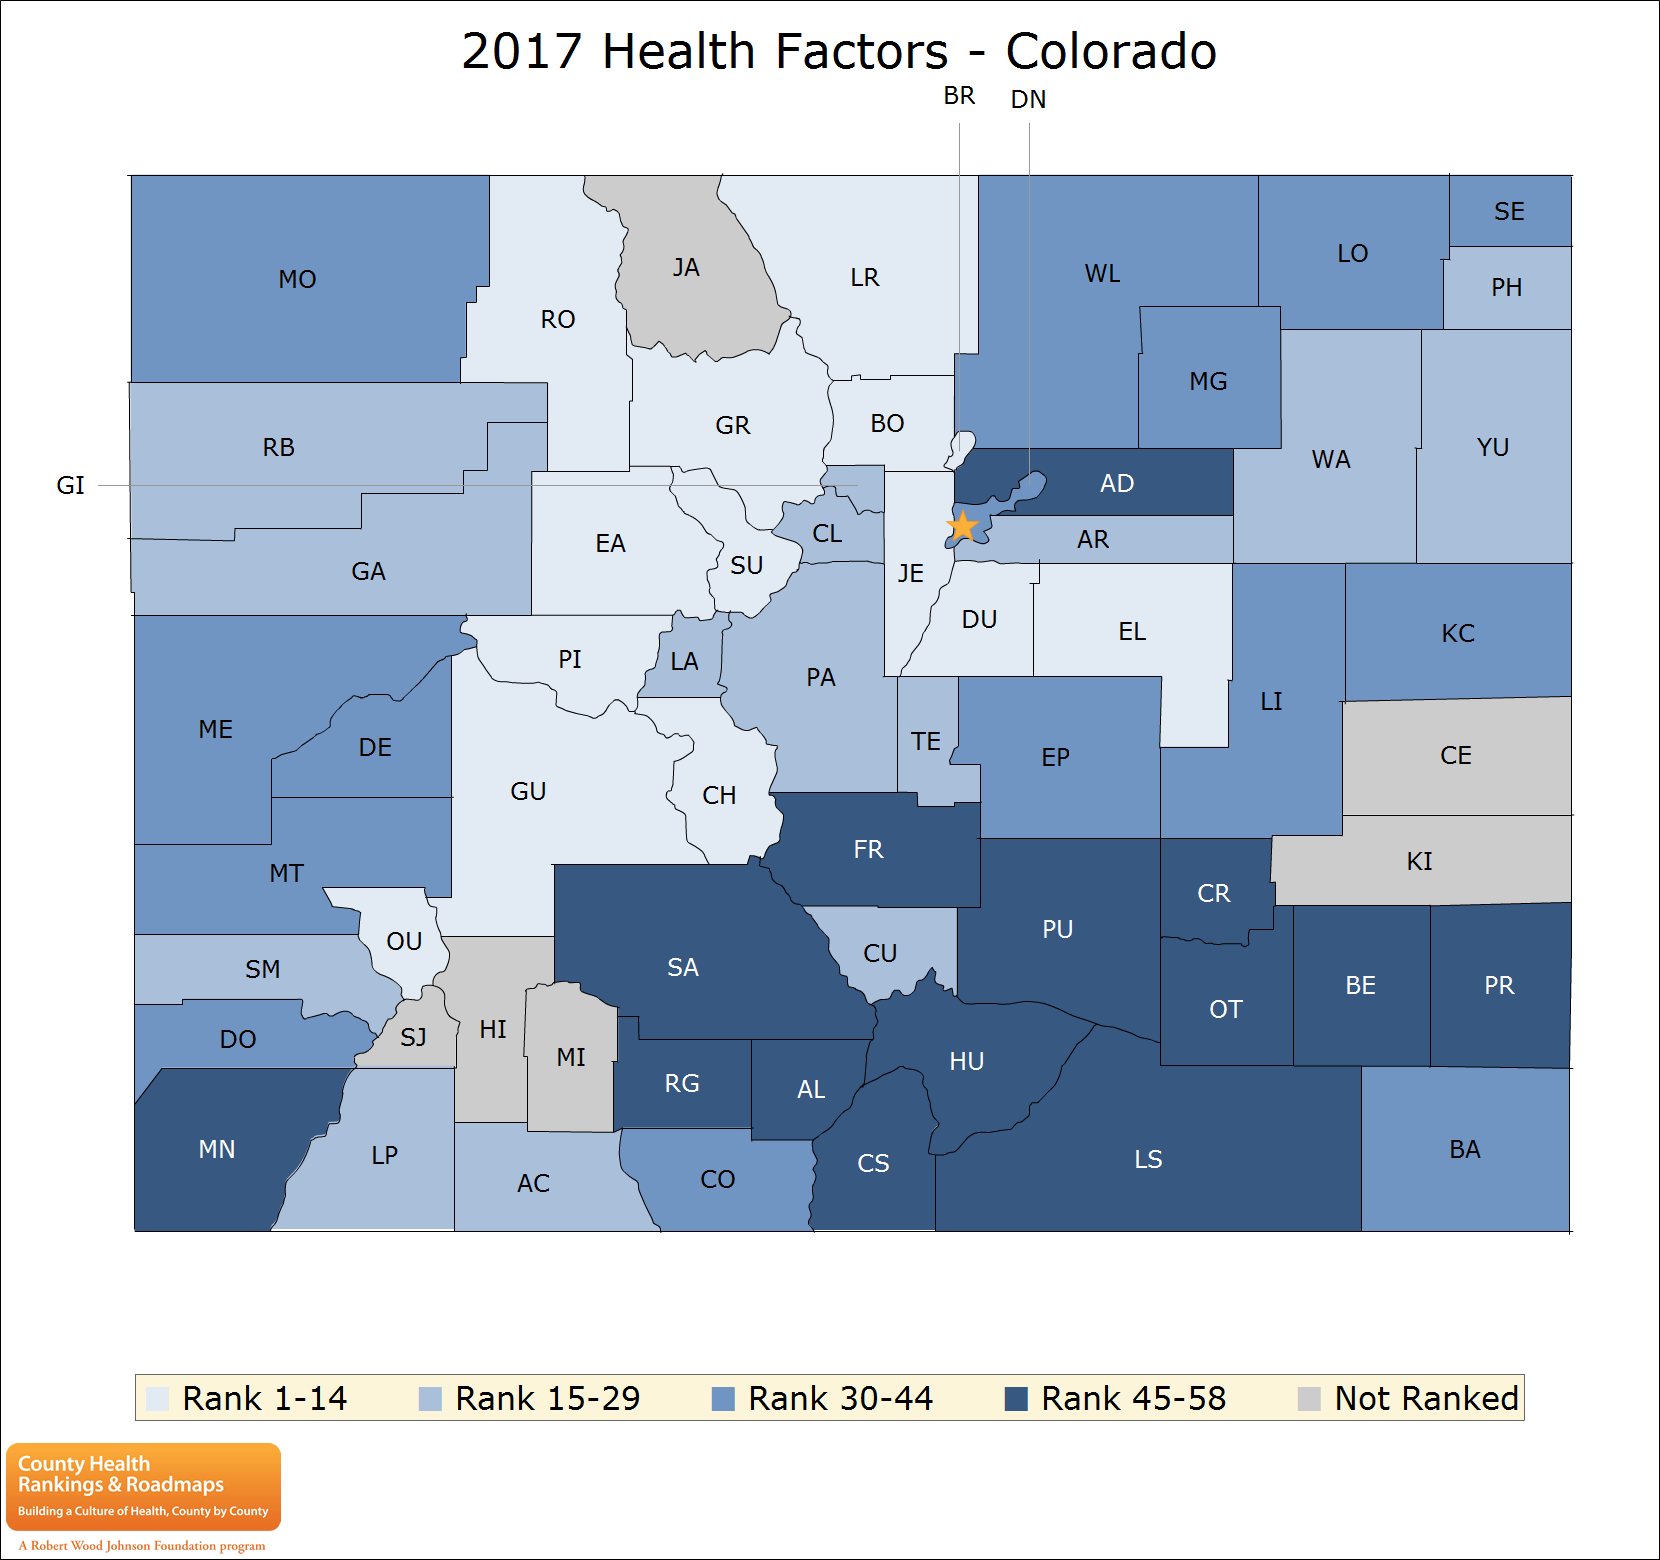 2017 Health Factors - Colorado
BR
DN
MO
RO
JA
LR
WL
LO
SE
PH
MG
RB
GR
BO
WA
YU
GI
AD
EA
CL
AR
GA
SU
JE
DU
EL
KC
PI
LA
PA
ME
DE
TE
EP
LI
CE
GU
CH
FR
KI
MT
CR
OU
SM
SA
CU
PU
BE
PR
OT
DO
SJ
HI
MI
RG
AL
HU
MN
LP
AC
CO
CS
LS
BA
Rank 1-14 Rank 15-29 Rank 30-44 Rank 45-58 Not Ranked
County Health
Rankings & Roadmaps
Building a Culture of Health, County by County
A Robert Wood Johnson Foundation program